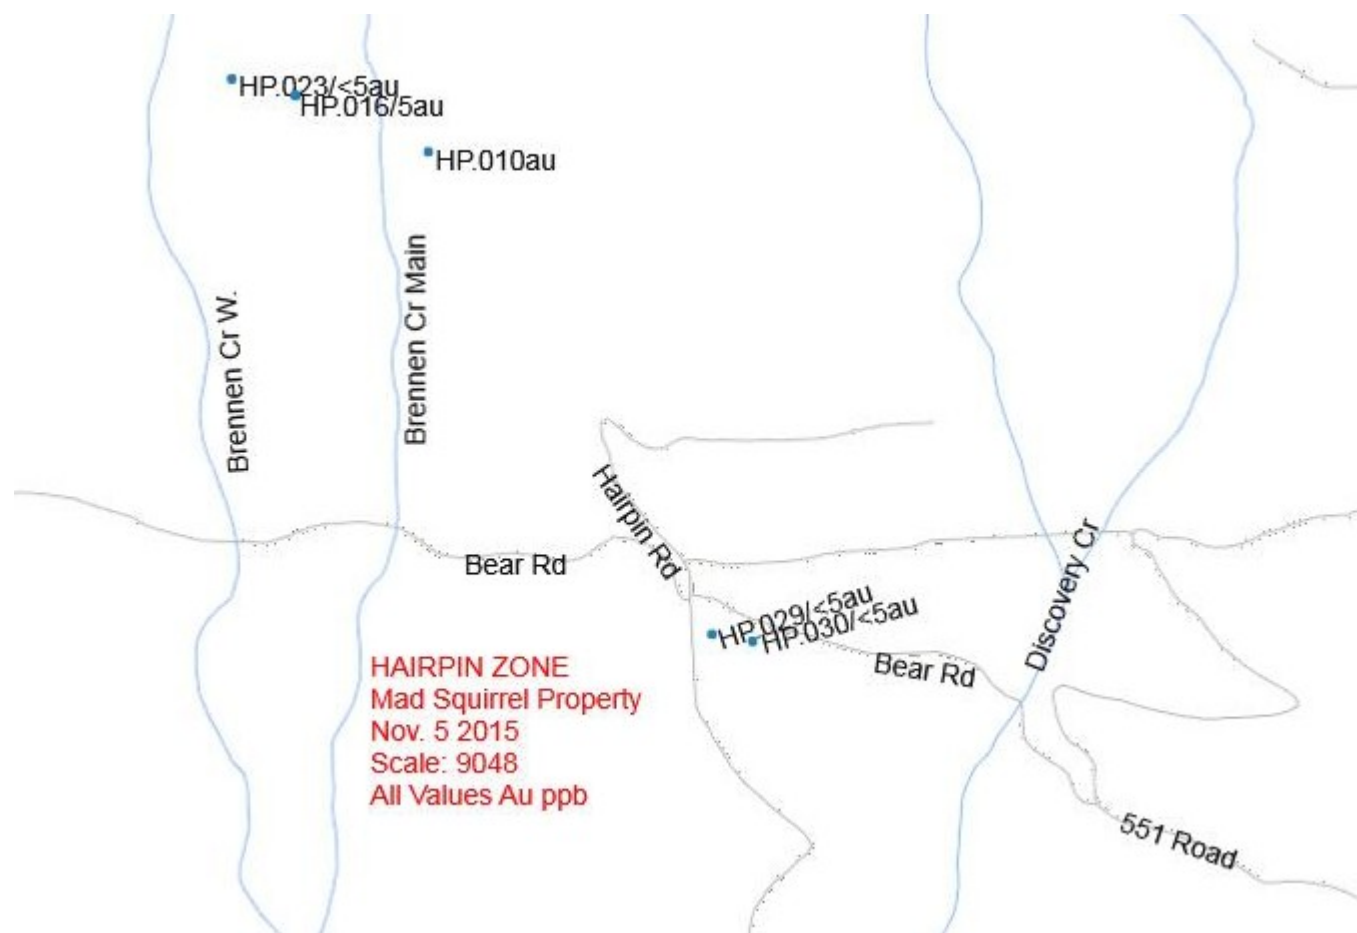 HP.023/<5au
HP.016/5au
HP.010au
Brennen Cr W.
Brennen Cr Main
Hairpin Rd
Bear Rd
Discovery Cr
HP.029/<5au
HP.030/<5au
Bear Rd
HAIRPIN ZONE
Mad Squirrel Property
Nov. 5 2015
Scale: 9048
All Values Au ppb
551 Road